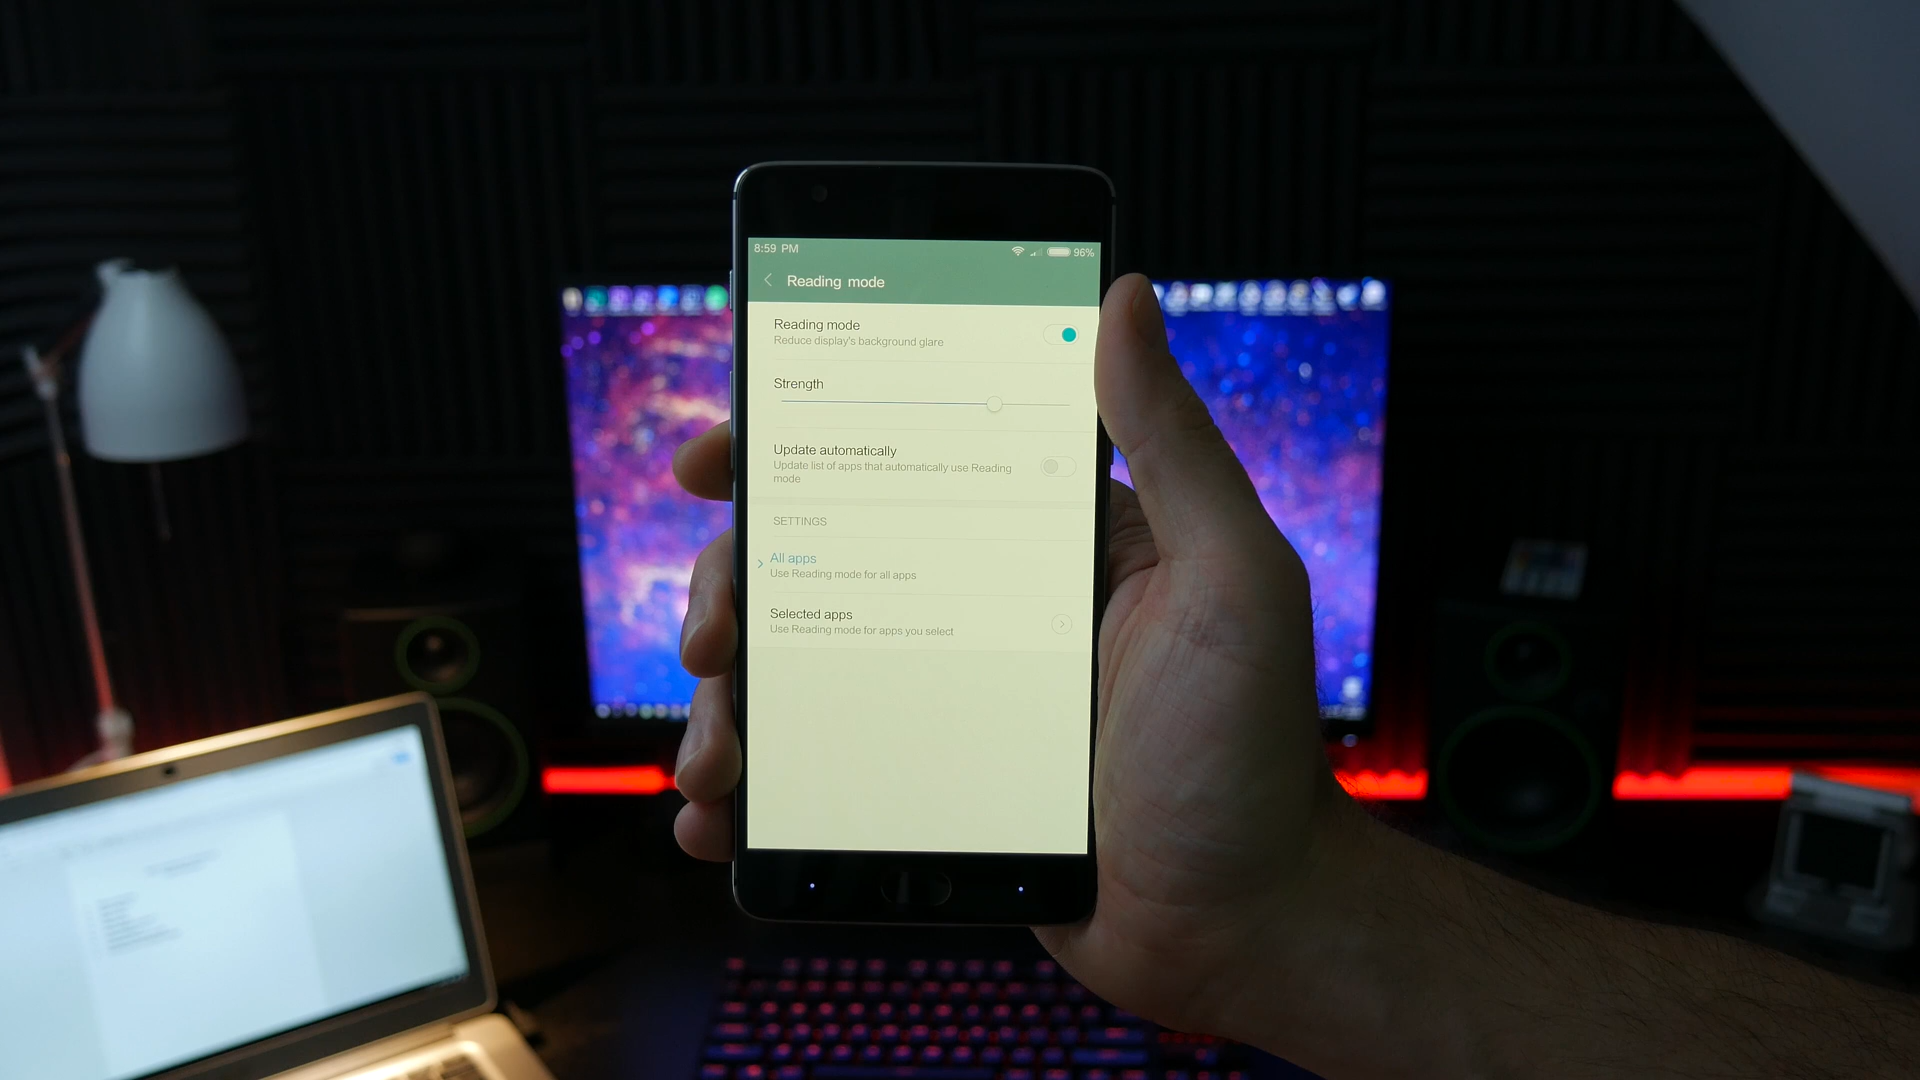 8:59 PM
96%
Reading mode
Reading mode
Reduce display's background glare
Strength
Update automatically
Update list of apps that automatically use Reading
mode
SETTINGS
All apps
Use Reading mode for all apps
Selected apps
Use Reading mode for apps you select